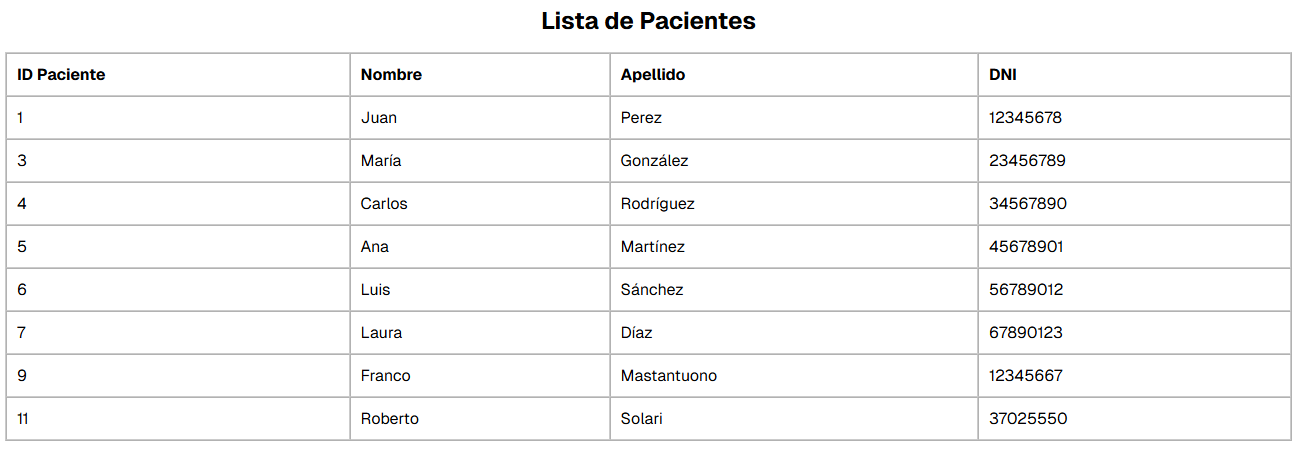 Lista de Pacientes
ID Paciente Nombre Apellido DNI
1 Juan Perez 12345678
3 María González 23456789
4 Carlos Rodríguez 34567890
5 Ana Martínez 45678901
6 Luis Sánchez 56789012
7 Laura Díaz 67890123
9 Franco Mastantuono 12345667
11 Roberto Solari 37025550